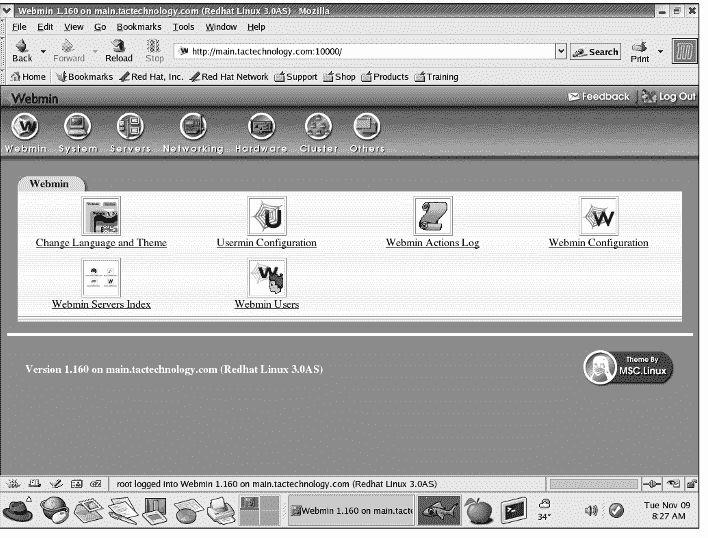 Webmin 1.160 on main.tactechnology.com (Redhat Linux 3.0AS) - Mozilla
File Edit View Go Bookmarks Tools Window Help
Back Forward Reload Stop http://main.tactechnology.com:10000/ Search Print
Home Bookmarks Red Hat, Inc. Red Hat Network Support Shop Products Training
Webmin Feedback Log Out
Webmin System Servers Networking Hardware Cluster Others
Webmin
Change Language and Theme Usermin Configuration Webmin Actions Log Webmin Configuration
Webmin Servers Index Webmin Users
Version 1.160 on main.tactechnology.com (Redhat Linux 3.0AS)
Theme By
MSC.Linux
root logged into Webmin 1.160 on main.tactechnology.com (Redhat Linux 3.0AS)
Webmin 1.160 on main.tact
34°
Tue Nov 09
8:27 AM